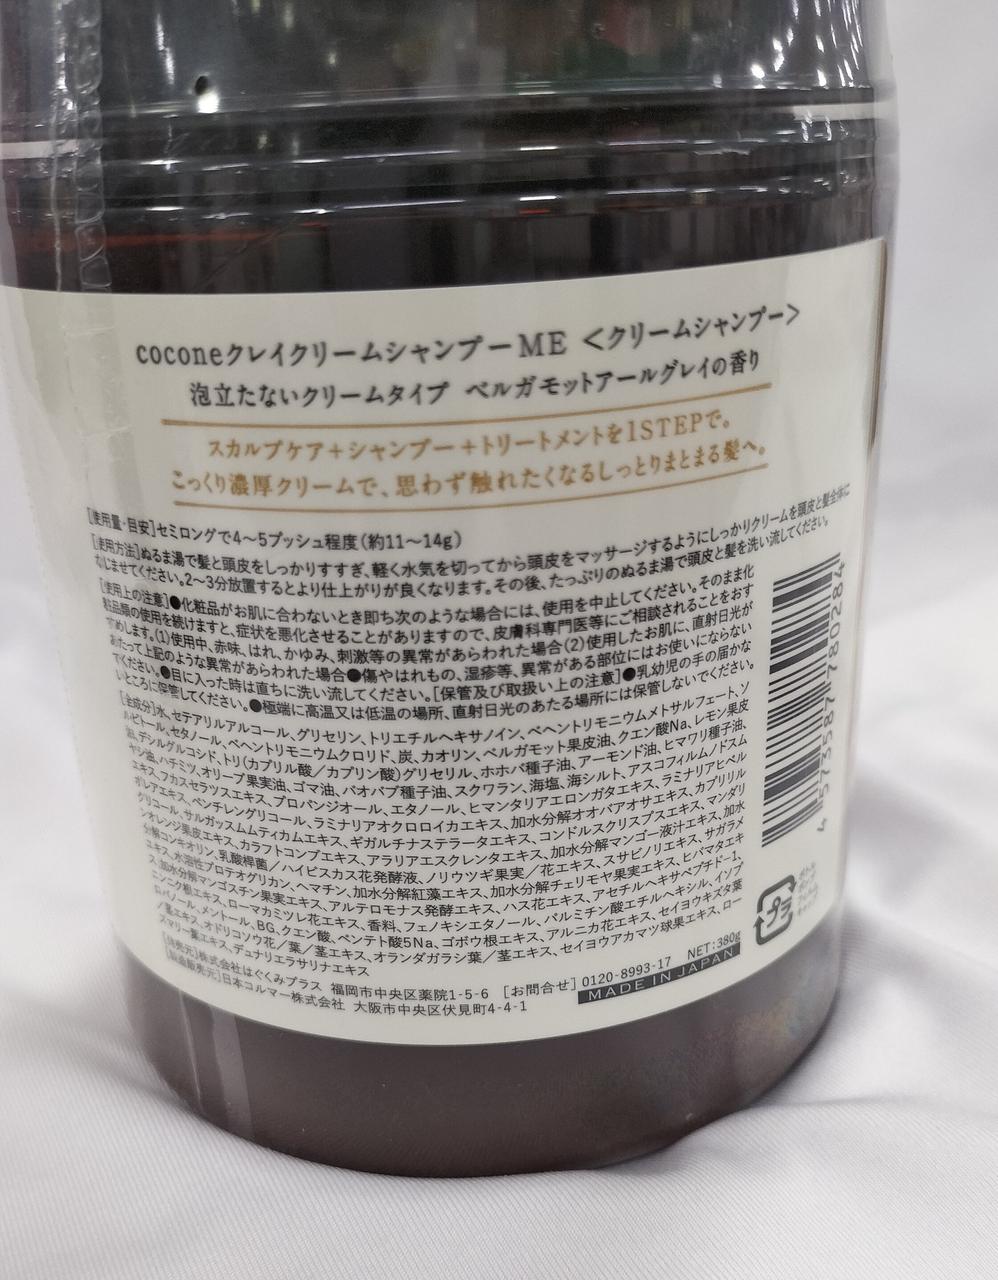 coconeクレイクリームシャンプーME <クリームシャンプー>
泡立たないクリームタイプ ベルガモットアールグレイの香り
スカルプケア+シャンプー+トリートメントを1STEPで。
こっくり濃厚クリームで、思わず触れたくなるしっとりまとまる髪へ。
[使用量・目安]セミロングで4〜5プッシュ程度(約11〜14g)
[使用方法]ぬるま湯で髪と頭皮をしっかりすすぎ、軽く水気を切ってから頭皮をマッサージするようにしっかりクリームを頭皮と髪全体に
なじませてください。2〜3分放置するとより仕上がりが良くなります。その後、たっぷりのぬるま湯で頭皮と髪を洗い流してください。
[使用上の注意]●化粧品がお肌に合わないとき即ち次のような場合には、使用を中止してください。そのまま化
粧品類の使用を続けますと、症状を悪化させることがありますので、皮膚科専門医等にご相談されることをおす
すめします。(1)使用中、赤味、はれ、かゆみ、刺激等の異常があらわれた場合(2)使用したお肌に、直射日光が
あたって上記のような異常があらわれた場合●傷やはれもの、湿疹等、異常がある部位にはお使いにならない
でください。●目に入った時は直ちに洗い流してください。[保管及び取扱い上の注意]●乳幼児の手の届かな
いところに保管してください。●極端に高温又は低温の場所、直射日光のあたる場所には保管しないでください。
[全成分]水、セテアリルアルコール、グリセリン、トリエチルヘキサノイン、ベヘントリモニウムメトサルフェート、ソ
ルビトール、セタノール、ベヘントリモニウムクロリド、炭、カオリン、ベルガモット果皮油、クエン酸Na、レモン果皮
油、デシルグルコシド、トリ(カプリル酸/カプリン酸)グリセリル、ホホバ種子油、アーモンド油、ヒマワリ種子油、
ヤシ油、ハチミツ、オリーブ果実油、ゴマ油、バオバブ種子油、スクワラン、海塩、海シルト、アスコフィルムノドスム
エキス、フカスセラツスエキス、プロパンジオール、エタノール、ヒマンタリアエロンガタエキス、ラミナリアヒペル
ボレアエキス、ペンチレングリコール、ラミナリアオクロロイカエキス、加水分解オオバアオサエキス、カプリリル
グリコール、サルガッスムムティカムエキス、ギガルチナステラータエキス、コンドルスクリスプスエキス、マンダリ
ンオレンジ果皮エキス、カラフトコンブエキス、アラリアエスクレンタエキス、加水分解マンゴー液汁エキス、加水
分解コンキオリン、乳酸桿菌/ハイビスカス花発酵液、ノリウツギ果実/花エキス、スサビノリエキス、サガラメ
エキス、水溶性プロテオグリカン、ヘマチン、加水分解紅藻エキス、加水分解チェリモヤ果実エキス、ヒバマタエキ
ス、加水分解マンゴスチン果実エキス、アルテロモナス発酵エキス、ハス花エキス、アセチルヘキサペプチド-1、
ニンニク根エキス、ローマカミツレ花エキス、香料、フェノキシエタノール、パルミチン酸エチルヘキシル、イソプ
ロパノール、メントール、BG、クエン酸、ペンテト酸5Na、ゴボウ根エキス、アルニカ花エキス、セイヨウキズタ葉
/茎エキス、オドリコソウ花/葉/茎エキス、オランダガラシ葉/茎エキス、セイヨウアカマツ球果エキス、ロー
ズマリー葉エキス、デュナリエラサリナエキス
NET:380g
[発売元]株式会社はぐくみプラス 福岡市中央区薬院1-5-6 [お問合せ]0120-8993-17
[製造販売元]日本コルマー株式会社 大阪市中央区伏見町4-4-1
MADE IN JAPAN
4 573587 780284
プラ